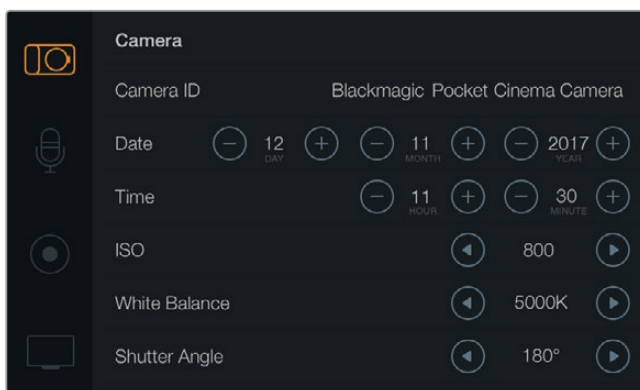 Camera
Camera ID Blackmagic Pocket Cinema Camera
Date 12 DAY 11 MONTH 2017 YEAR
Time 11 HOUR 30 MINUTE
ISO 800
White Balance 5000K
Shutter Angle 180°